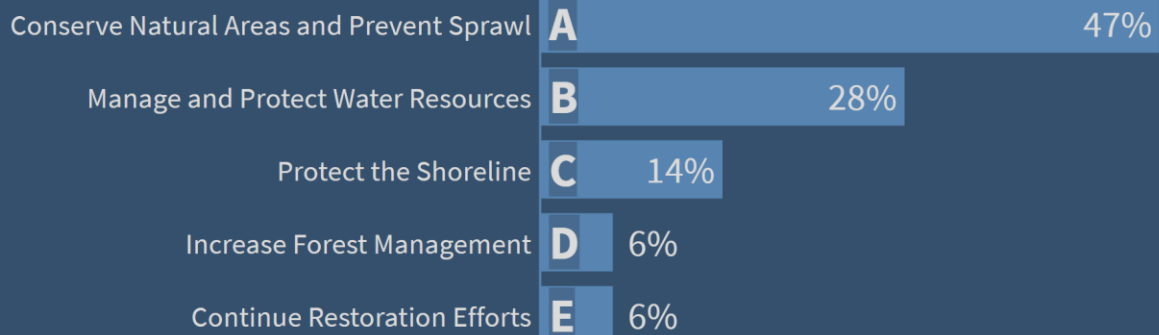 Conserve Natural Areas and Prevent Sprawl A 47%
Manage and Protect Water Resources B 28%
Protect the Shoreline C 14%
Increase Forest Management D 6%
Continue Restoration Efforts E 6%